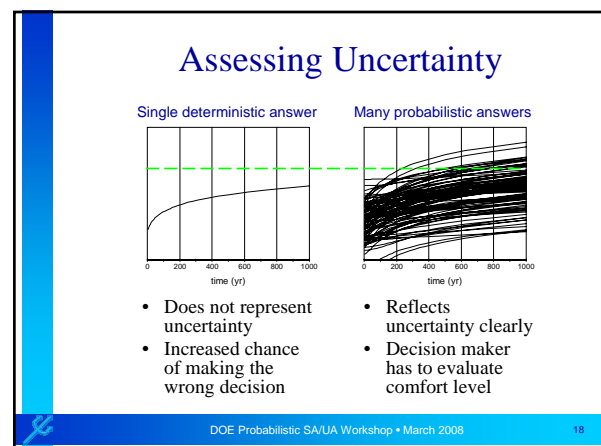 Assessing Uncertainty
Single deterministic answer
0 200 400 600 800 1000
time (yr)
• Does not represent
uncertainty
• Increased chance
of making the
wrong decision
Many probabilistic answers
0 200 400 600 800 1000
time (yr)
• Reflects
uncertainty clearly
• Decision maker
has to evaluate
comfort level
DOE Probabilistic SA/UA Workshop • March 2008
18